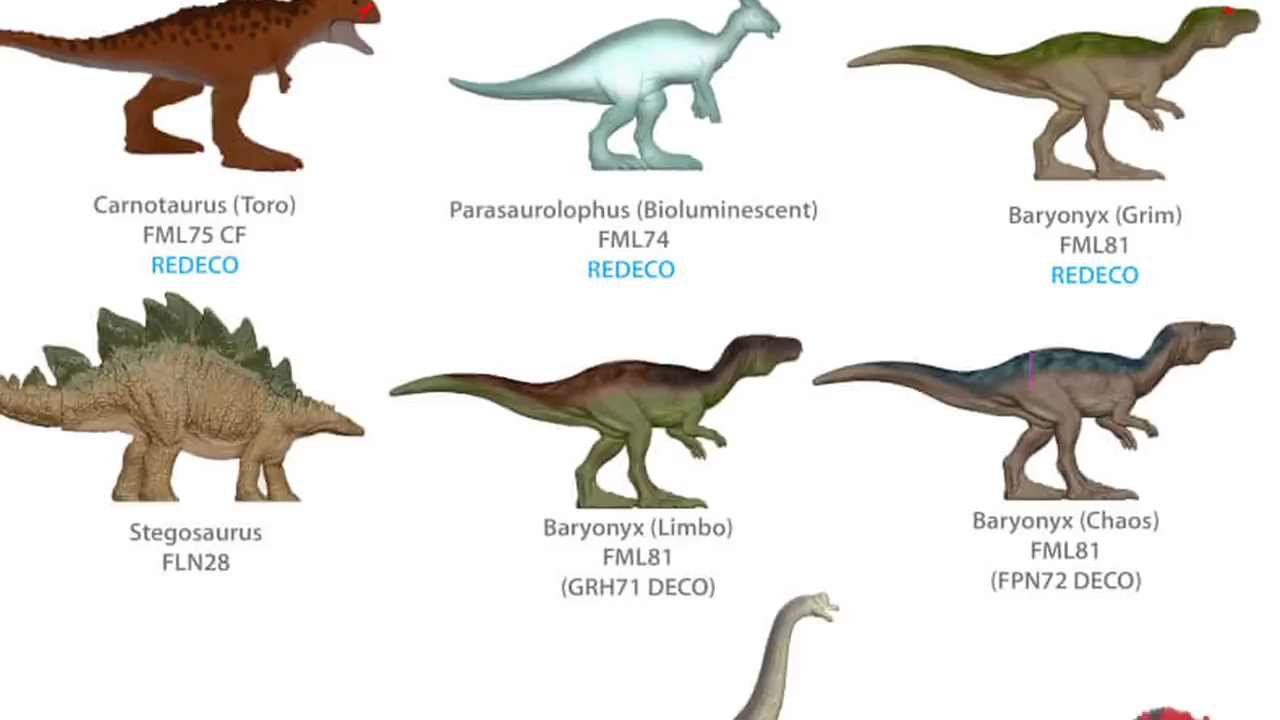 Carnotaurus (Toro)
FML75 CF
REDECO
Parasaurolophus (Bioluminescent)
FML74
REDECO
Baryonyx (Grim)
FML81
REDECO
Stegosaurus
FLN28
Baryonyx (Limbo)
FML81
(GRH71 DECO)
Baryonyx (Chaos)
FML81
(FPN72 DECO)